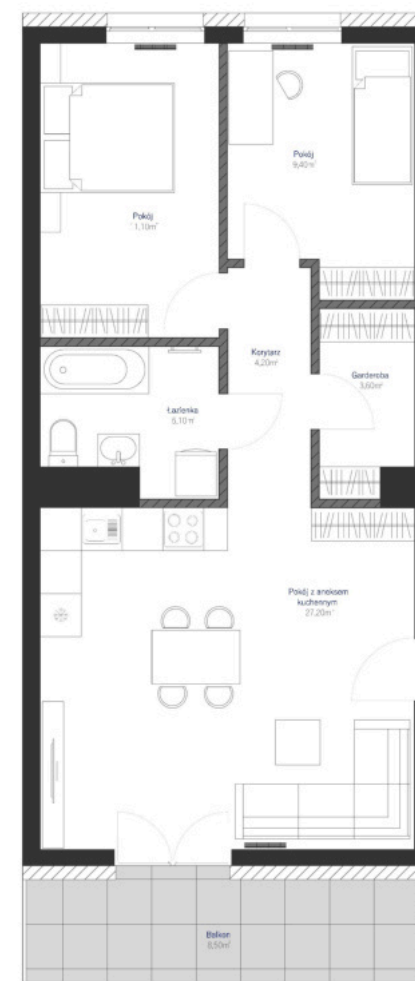 Pokój
9,40m²
Pokój
11,10m²
Korytarz
4,20m²
Garderoba
3,60m²
Łazienka
5,10m²
Pokój z aneksem
kuchennym
27,20m²
Balkon
8,50m²